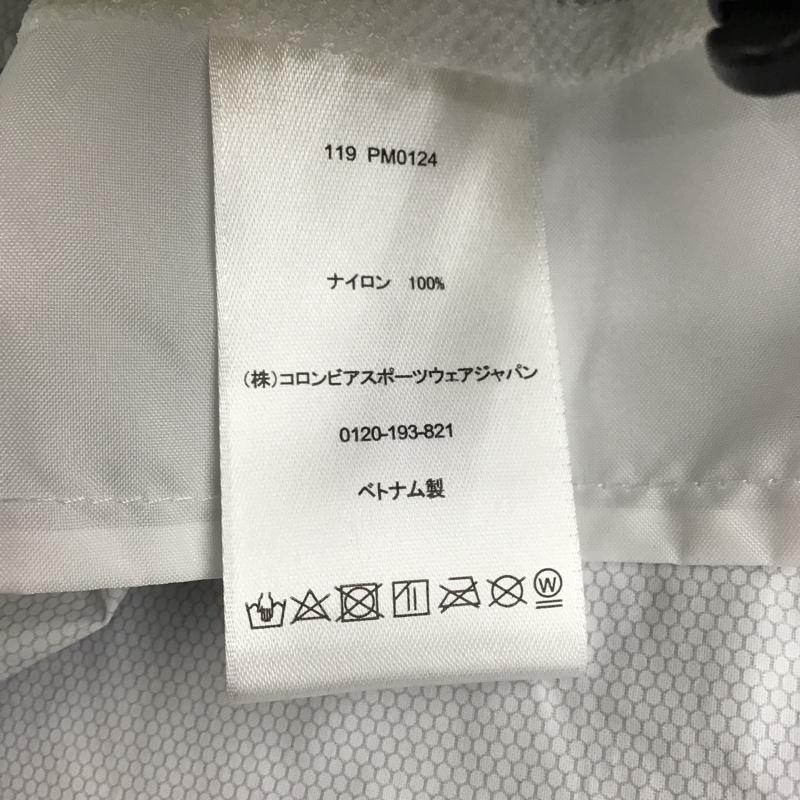 119 PM0124
ナイロン 100%
(株)コロンビアスポーツウェアジャパン
0120-193-821
ベトナム製
W